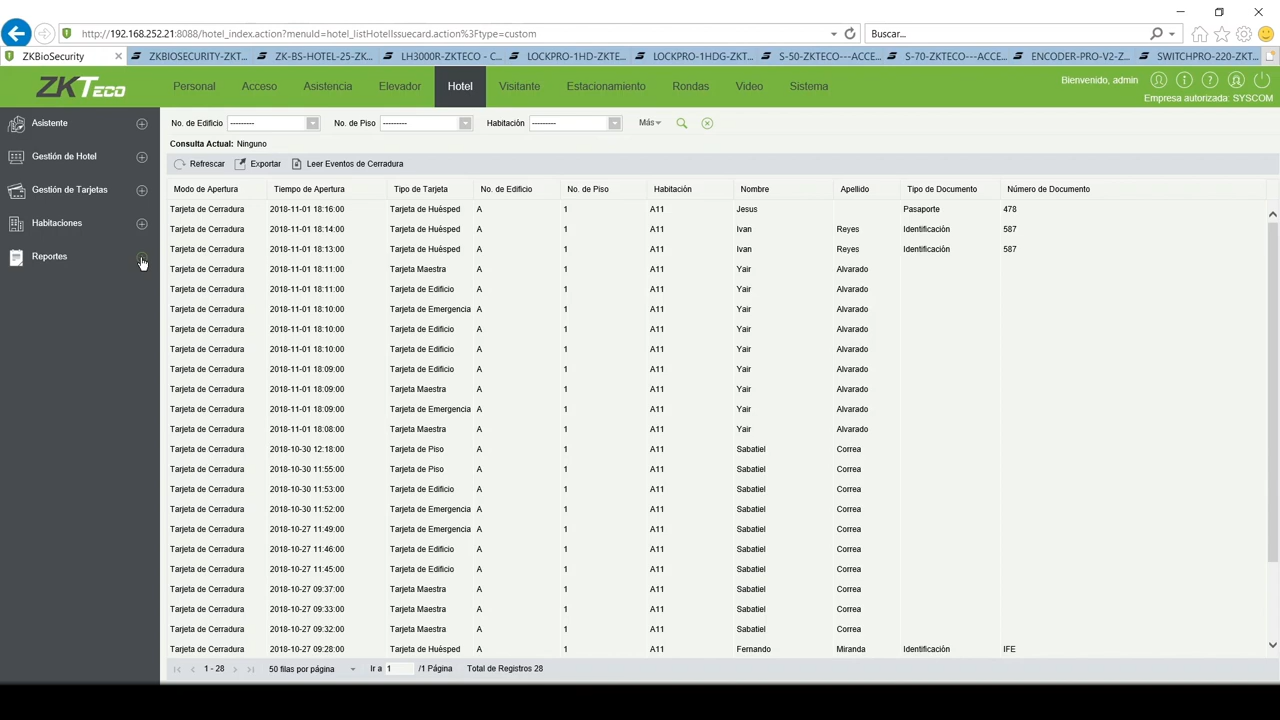 http://192.168.252.21:8088/hotel_index.action?menuId=hotel_listHotelIssuecard.action%3Ftype=custom
Buscar...
ZKBioSecurity
ZKBIOSECURITY-ZKT...
ZK-BS-HOTEL-25-ZK...
LH3000R-ZKTECO - C...
LOCKPRO-1HD-ZKTE...
LOCKPRO-1HDG-ZKT...
S-50-ZKTECO---ACCE...
S-70-ZKTECO---ACCE...
ENCODER-PRO-V2-Z...
SWITCHPRO-220-ZKT...
ZKTECO
Personal Acceso Asistencia Elevador Hotel Visitante Estacionamiento Rondas Video Sistema
Bienvenido, admin
Empresa autorizada: SYSCOM
Asistente
Gestión de Hotel
Gestión de Tarjetas
Habitaciones
Reportes
No. de Edificio --------- No. de Piso --------- Habitación --------- Más
Consulta Actual: Ninguno
Refrescar Exportar Leer Eventos de Cerradura
Modo de Apertura Tiempo de Apertura Tipo de Tarjeta No. de Edificio No. de Piso Habitación Nombre Apellido Tipo de Documento Número de Documento
Tarjeta de Cerradura 2018-11-01 18:16:00 Tarjeta de Huésped A 1 A11 Jesus Pasaporte 478
Tarjeta de Cerradura 2018-11-01 18:14:00 Tarjeta de Huésped A 1 A11 Ivan Reyes Identificación 587
Tarjeta de Cerradura 2018-11-01 18:13:00 Tarjeta de Huésped A 1 A11 Ivan Reyes Identificación 587
Tarjeta de Cerradura 2018-11-01 18:11:00 Tarjeta Maestra A 1 A11 Yair Alvarado
Tarjeta de Cerradura 2018-11-01 18:11:00 Tarjeta de Edificio A 1 A11 Yair Alvarado
Tarjeta de Cerradura 2018-11-01 18:10:00 Tarjeta de Emergencia A 1 A11 Yair Alvarado
Tarjeta de Cerradura 2018-11-01 18:10:00 Tarjeta de Edificio A 1 A11 Yair Alvarado
Tarjeta de Cerradura 2018-11-01 18:10:00 Tarjeta de Edificio A 1 A11 Yair Alvarado
Tarjeta de Cerradura 2018-11-01 18:09:00 Tarjeta de Edificio A 1 A11 Yair Alvarado
Tarjeta de Cerradura 2018-11-01 18:09:00 Tarjeta Maestra A 1 A11 Yair Alvarado
Tarjeta de Cerradura 2018-11-01 18:09:00 Tarjeta de Emergencia A 1 A11 Yair Alvarado
Tarjeta de Cerradura 2018-11-01 18:08:00 Tarjeta Maestra A 1 A11 Yair Alvarado
Tarjeta de Cerradura 2018-10-30 12:18:00 Tarjeta de Piso A 1 A11 Sabatiel Correa
Tarjeta de Cerradura 2018-10-30 11:55:00 Tarjeta de Piso A 1 A11 Sabatiel Correa
Tarjeta de Cerradura 2018-10-30 11:53:00 Tarjeta de Edificio A 1 A11 Sabatiel Correa
Tarjeta de Cerradura 2018-10-30 11:52:00 Tarjeta de Emergencia A 1 A11 Sabatiel Correa
Tarjeta de Cerradura 2018-10-27 11:49:00 Tarjeta de Emergencia A 1 A11 Sabatiel Correa
Tarjeta de Cerradura 2018-10-27 11:46:00 Tarjeta de Edificio A 1 A11 Sabatiel Correa
Tarjeta de Cerradura 2018-10-27 11:45:00 Tarjeta de Edificio A 1 A11 Sabatiel Correa
Tarjeta de Cerradura 2018-10-27 09:37:00 Tarjeta Maestra A 1 A11 Sabatiel Correa
Tarjeta de Cerradura 2018-10-27 09:33:00 Tarjeta Maestra A 1 A11 Sabatiel Correa
Tarjeta de Cerradura 2018-10-27 09:32:00 Tarjeta Maestra A 1 A11 Sabatiel Correa
Tarjeta de Cerradura 2018-10-27 09:28:00 Tarjeta de Huésped A 1 A11 Fernando Miranda Identificación IFE
1 - 28 50 filas por página Ir a 1 /1 Página Total de Registros 28